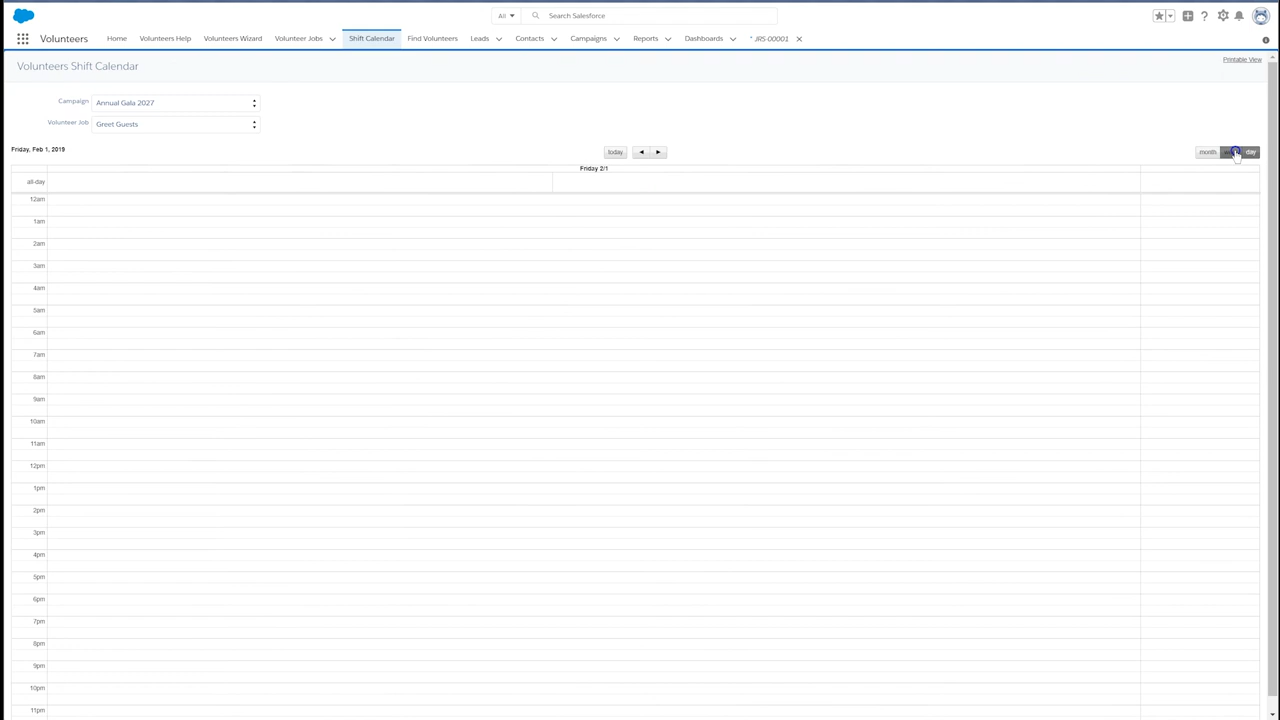 All
Search Salesforce
Volunteers
Home
Volunteers Help
Volunteers Wizard
Volunteer Jobs
Shift Calendar
Find Volunteers
Leads
Contacts
Campaigns
Reports
Dashboards
* JRS-00001
Volunteers Shift Calendar
Printable View
Campaign
Annual Gala 2027
Volunteer Job
Greet Guests
Friday, Feb 1, 2019
today
month
day
Friday 2/1
all-day
12am
1am
2am
3am
4am
5am
6am
7am
8am
9am
10am
11am
12pm
1pm
2pm
3pm
4pm
5pm
6pm
7pm
8pm
9pm
10pm
11pm